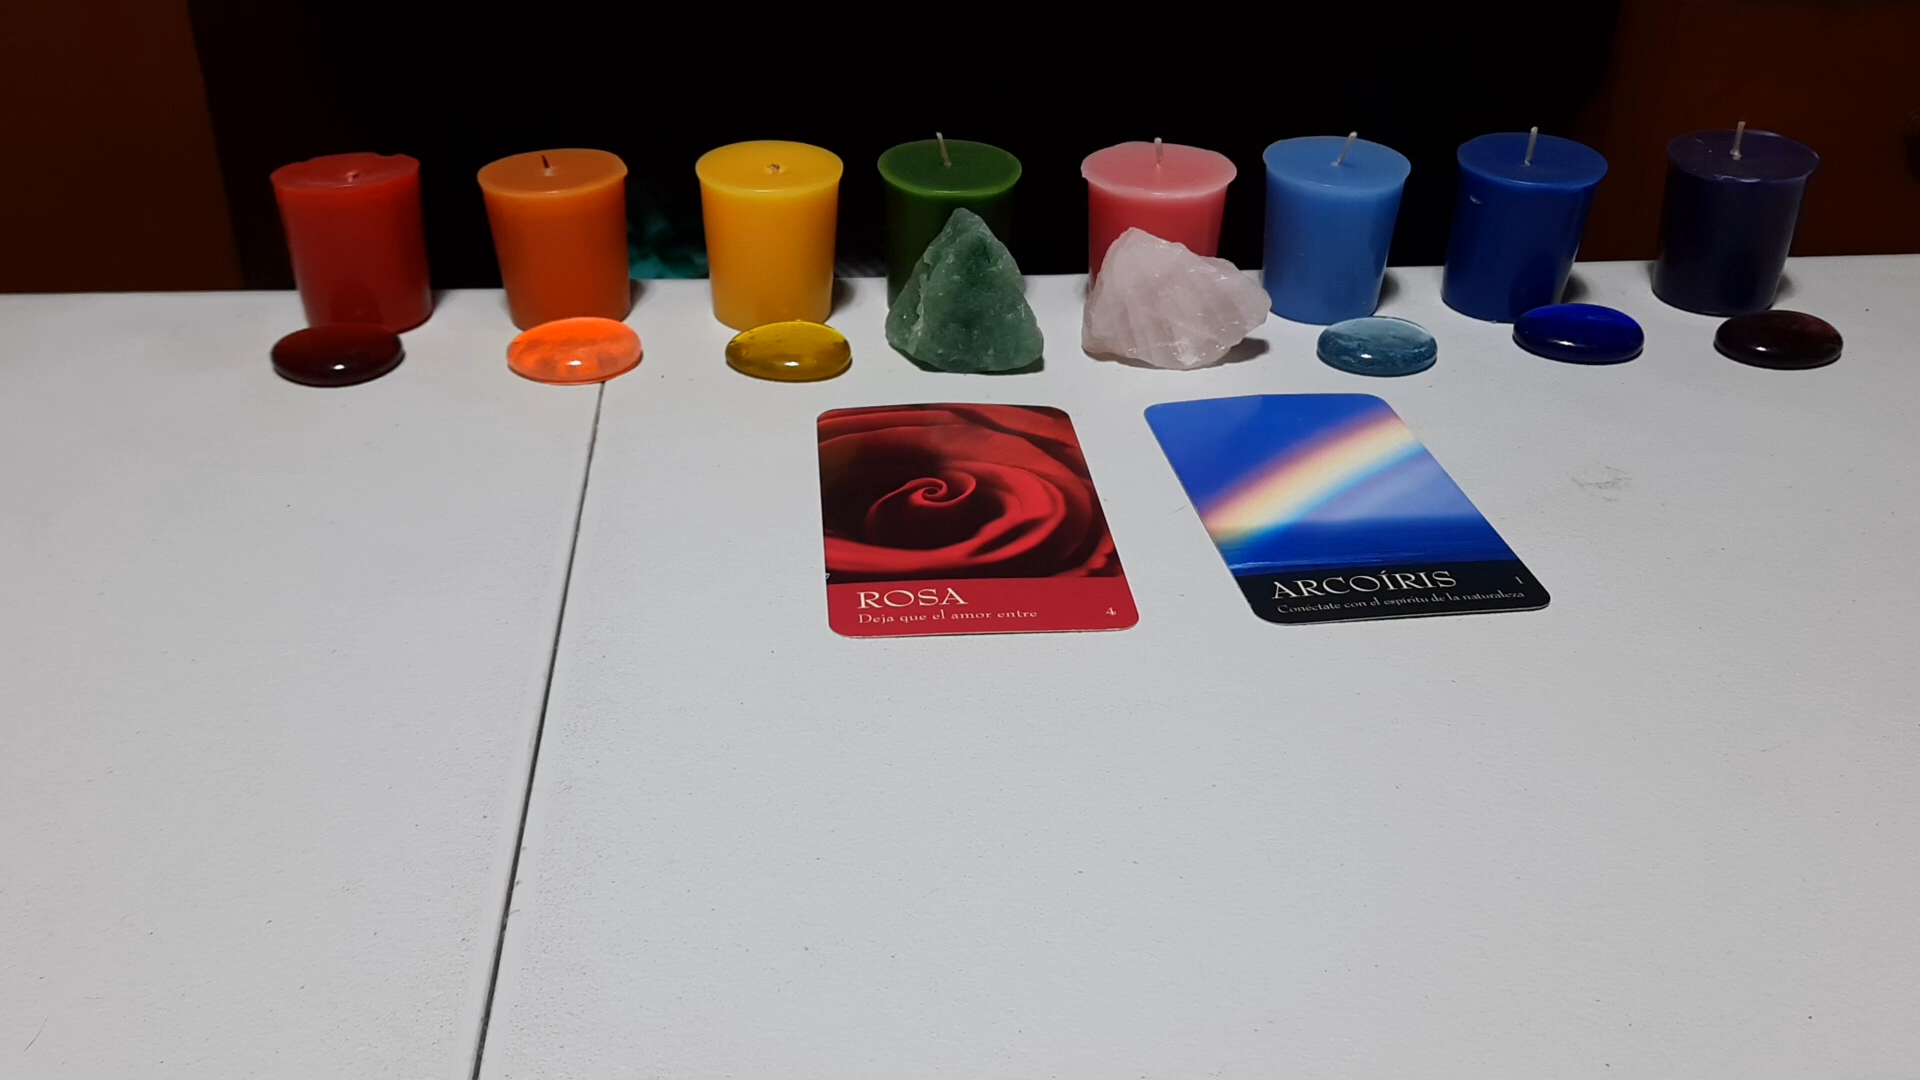 ROSA
Deja que el amor entre
4
ARCOÍRIS
1
Conéctate con el espíritu de la naturaleza